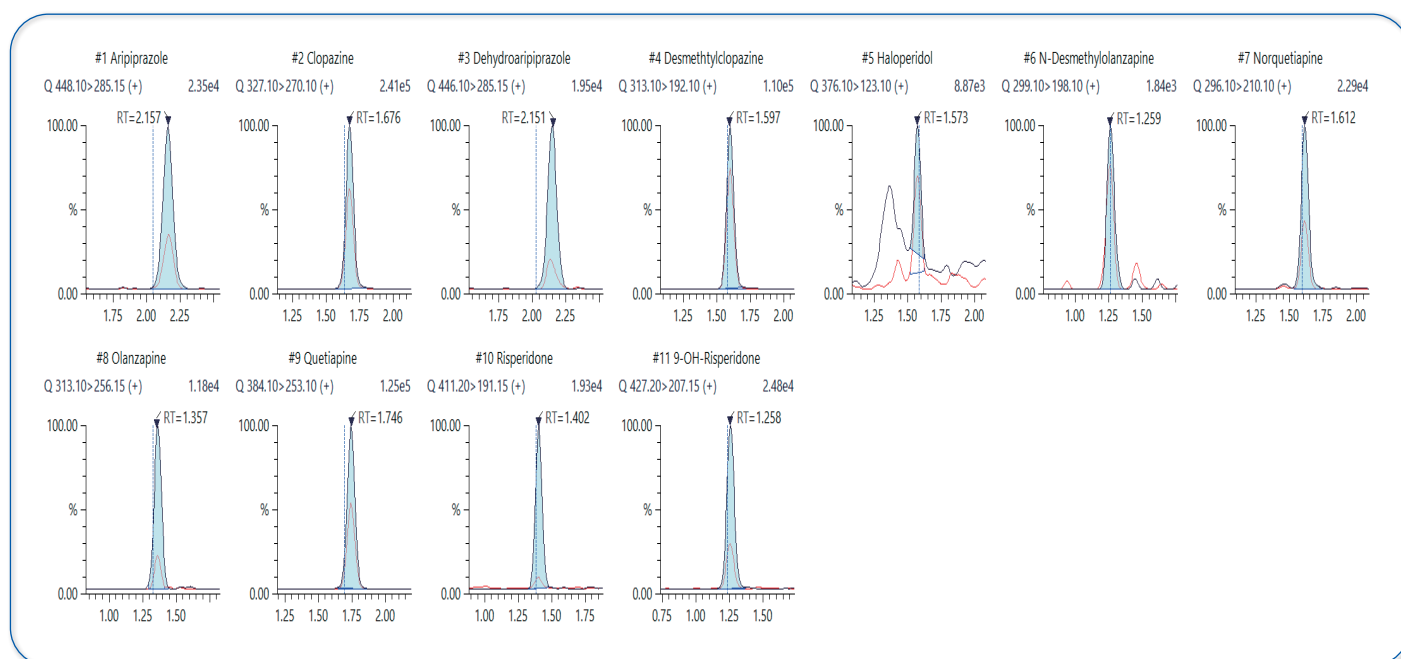 #1 Aripiprazole #2 Clopazine #3 Dehydroaripiprazole #4 Desmethtylclopazine #5 Haloperidol #6 N-Desmethylolanzapine #7 Norquetiapine
Q 448.10>285.15 (+) 2.35e4 Q 327.10>270.10 (+) 2.41e5 Q 446.10>285.15 (+) 1.95e4 Q 313.10>192.10 (+) 1.10e5 Q 376.10>123.10 (+) 8.87e3 Q 299.10>198.10 (+) 1.84e3 Q 296.10>210.10 (+) 2.29e4
RT=2.157 RT=1.676 RT=2.151 RT=1.597 RT=1.573 RT=1.259 RT=1.612
100.00 100.00 100.00 100.00 100.00 100.00 100.00
% % % % % % %
0.00 0.00 0.00 0.00 0.00 0.00 0.00
1.75 2.00 2.25 1.25 1.50 1.75 2.00 1.75 2.00 2.25 1.25 1.50 1.75 2.00 1.25 1.50 1.75 2.00 1.00 1.25 1.50 1.75 1.25 1.50 1.75 2.00
#8 Olanzapine #9 Quetiapine #10 Risperidone #11 9-OH-Risperidone
Q 313.10>256.15 (+) 1.18e4 Q 384.10>253.10 (+) 1.25e5 Q 411.20>191.15 (+) 1.93e4 Q 427.20>207.15 (+) 2.48e4
RT=1.357 RT=1.746 RT=1.402 RT=1.258
100.00 100.00 100.00 100.00
% % % %
0.00 0.00 0.00 0.00
1.00 1.25 1.50 1.25 1.50 1.75 2.00 1.00 1.25 1.50 1.75 0.75 1.00 1.25 1.50